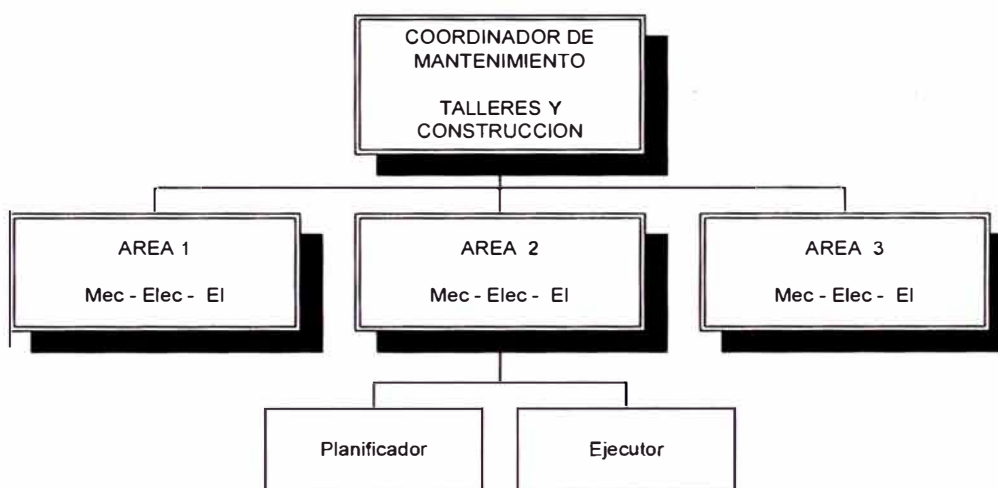 COORDINADOR DE
MANTENIMIENTO
TALLERES Y
CONSTRUCCION
AREA 1
Mec - Elec - El
AREA 2
Mec - Elec - El
AREA 3
Mec - Elec - El
Planificador
Ejecutor